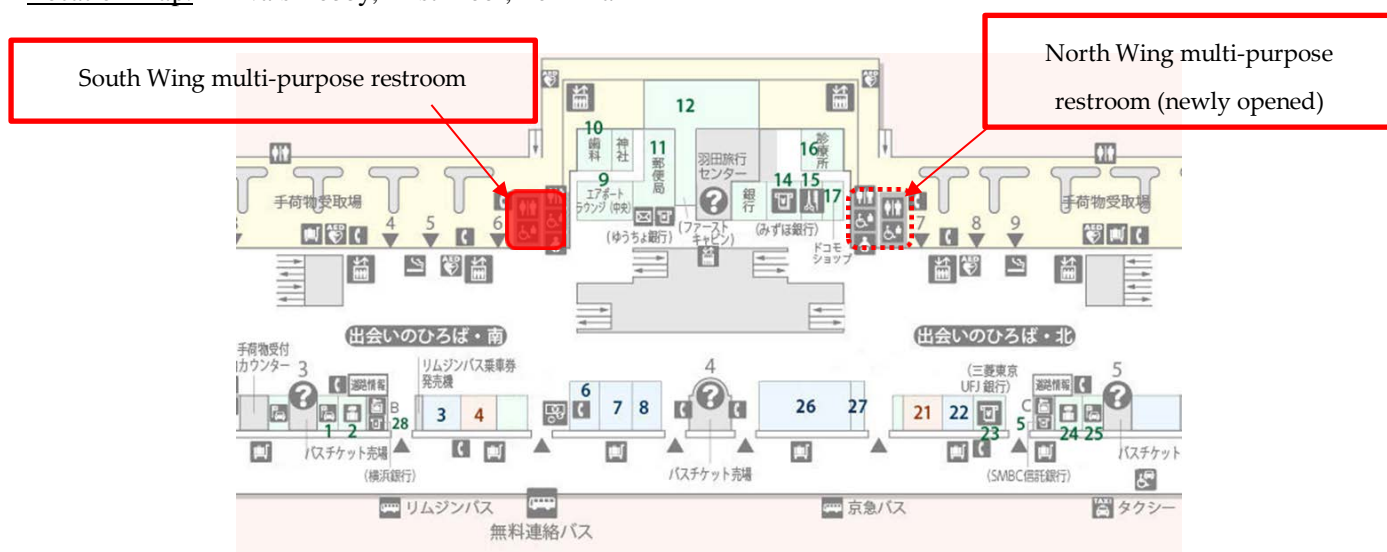 South Wing multi-purpose restroom
North Wing multi-purpose
restroom (newly opened)
12
10
歯科
神社
11
郵便局
羽田旅行
センター
16
診療所
9
エアポート
ラウンジ (中央)
銀行
14
15
17
手荷物受取場
4
5
6
(ゆうちょ銀行)
(ファースト
キャビン)
(みずほ銀行)
ドコモ
ショップ
7
8
9
手荷物受取場
AED
AED
AED
AED
AED
AED
出会いのひろば・南
出会いのひろば・北
手荷物受付
カウンター
3
道路情報
リムジンバス乗車券
発売機
B
1
2
28
3
4
6
7
8
4
26
27
(三菱東京
UFJ銀行)
道路情報
5
21
22
23
C
5
24
25
バスチケット売場
(横浜銀行)
バスチケット売場
(SMBC信託銀行)
バスチケット
リムジンバス
無料連絡バス
京急バス
TAXI
タクシー